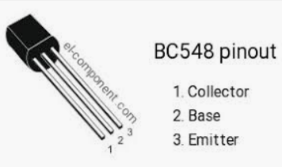 BC548 pinout
el-component.com
1. Collector
2. Base
3. Emitter
1
2
3